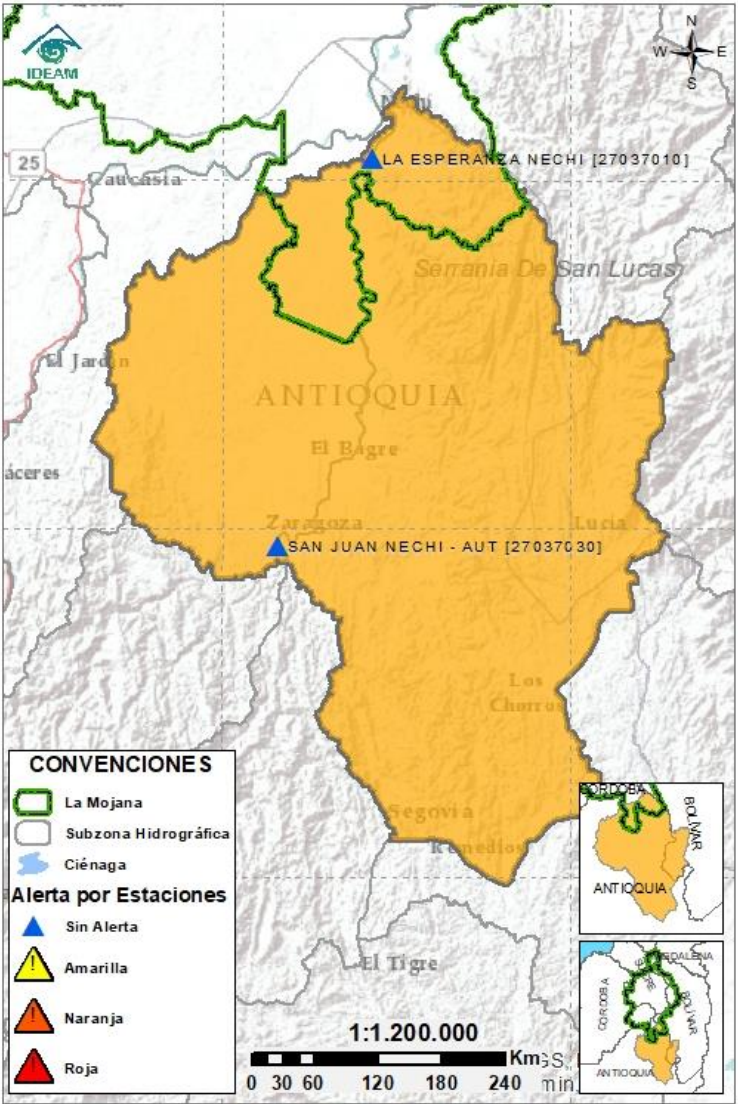 IDEAM
N
W E
S
25
Caucasia
LA ESPERANZA NECHI [27037010]
Serranía De San Lucas
El Jardín
ANTIOQUIA
El Bagre
áceres
Zaragoza
Lucia
SAN JUAN NECHI - AUT [27037030]
Los
Chorros
Segovia
Remedios
El Tigre
CONVENCIONES
La Mojana
Subzona Hidrográfica
Ciénaga
Alerta por Estaciones
Sin Alerta
Amarilla
Naranja
Roja
1:1.200.000
Km
0 30 60 120 180 240
CORDOBA
BOLIVAR
ANTIOQUIA
CORDOBA
BOLIVAR
ANTIOQUIA